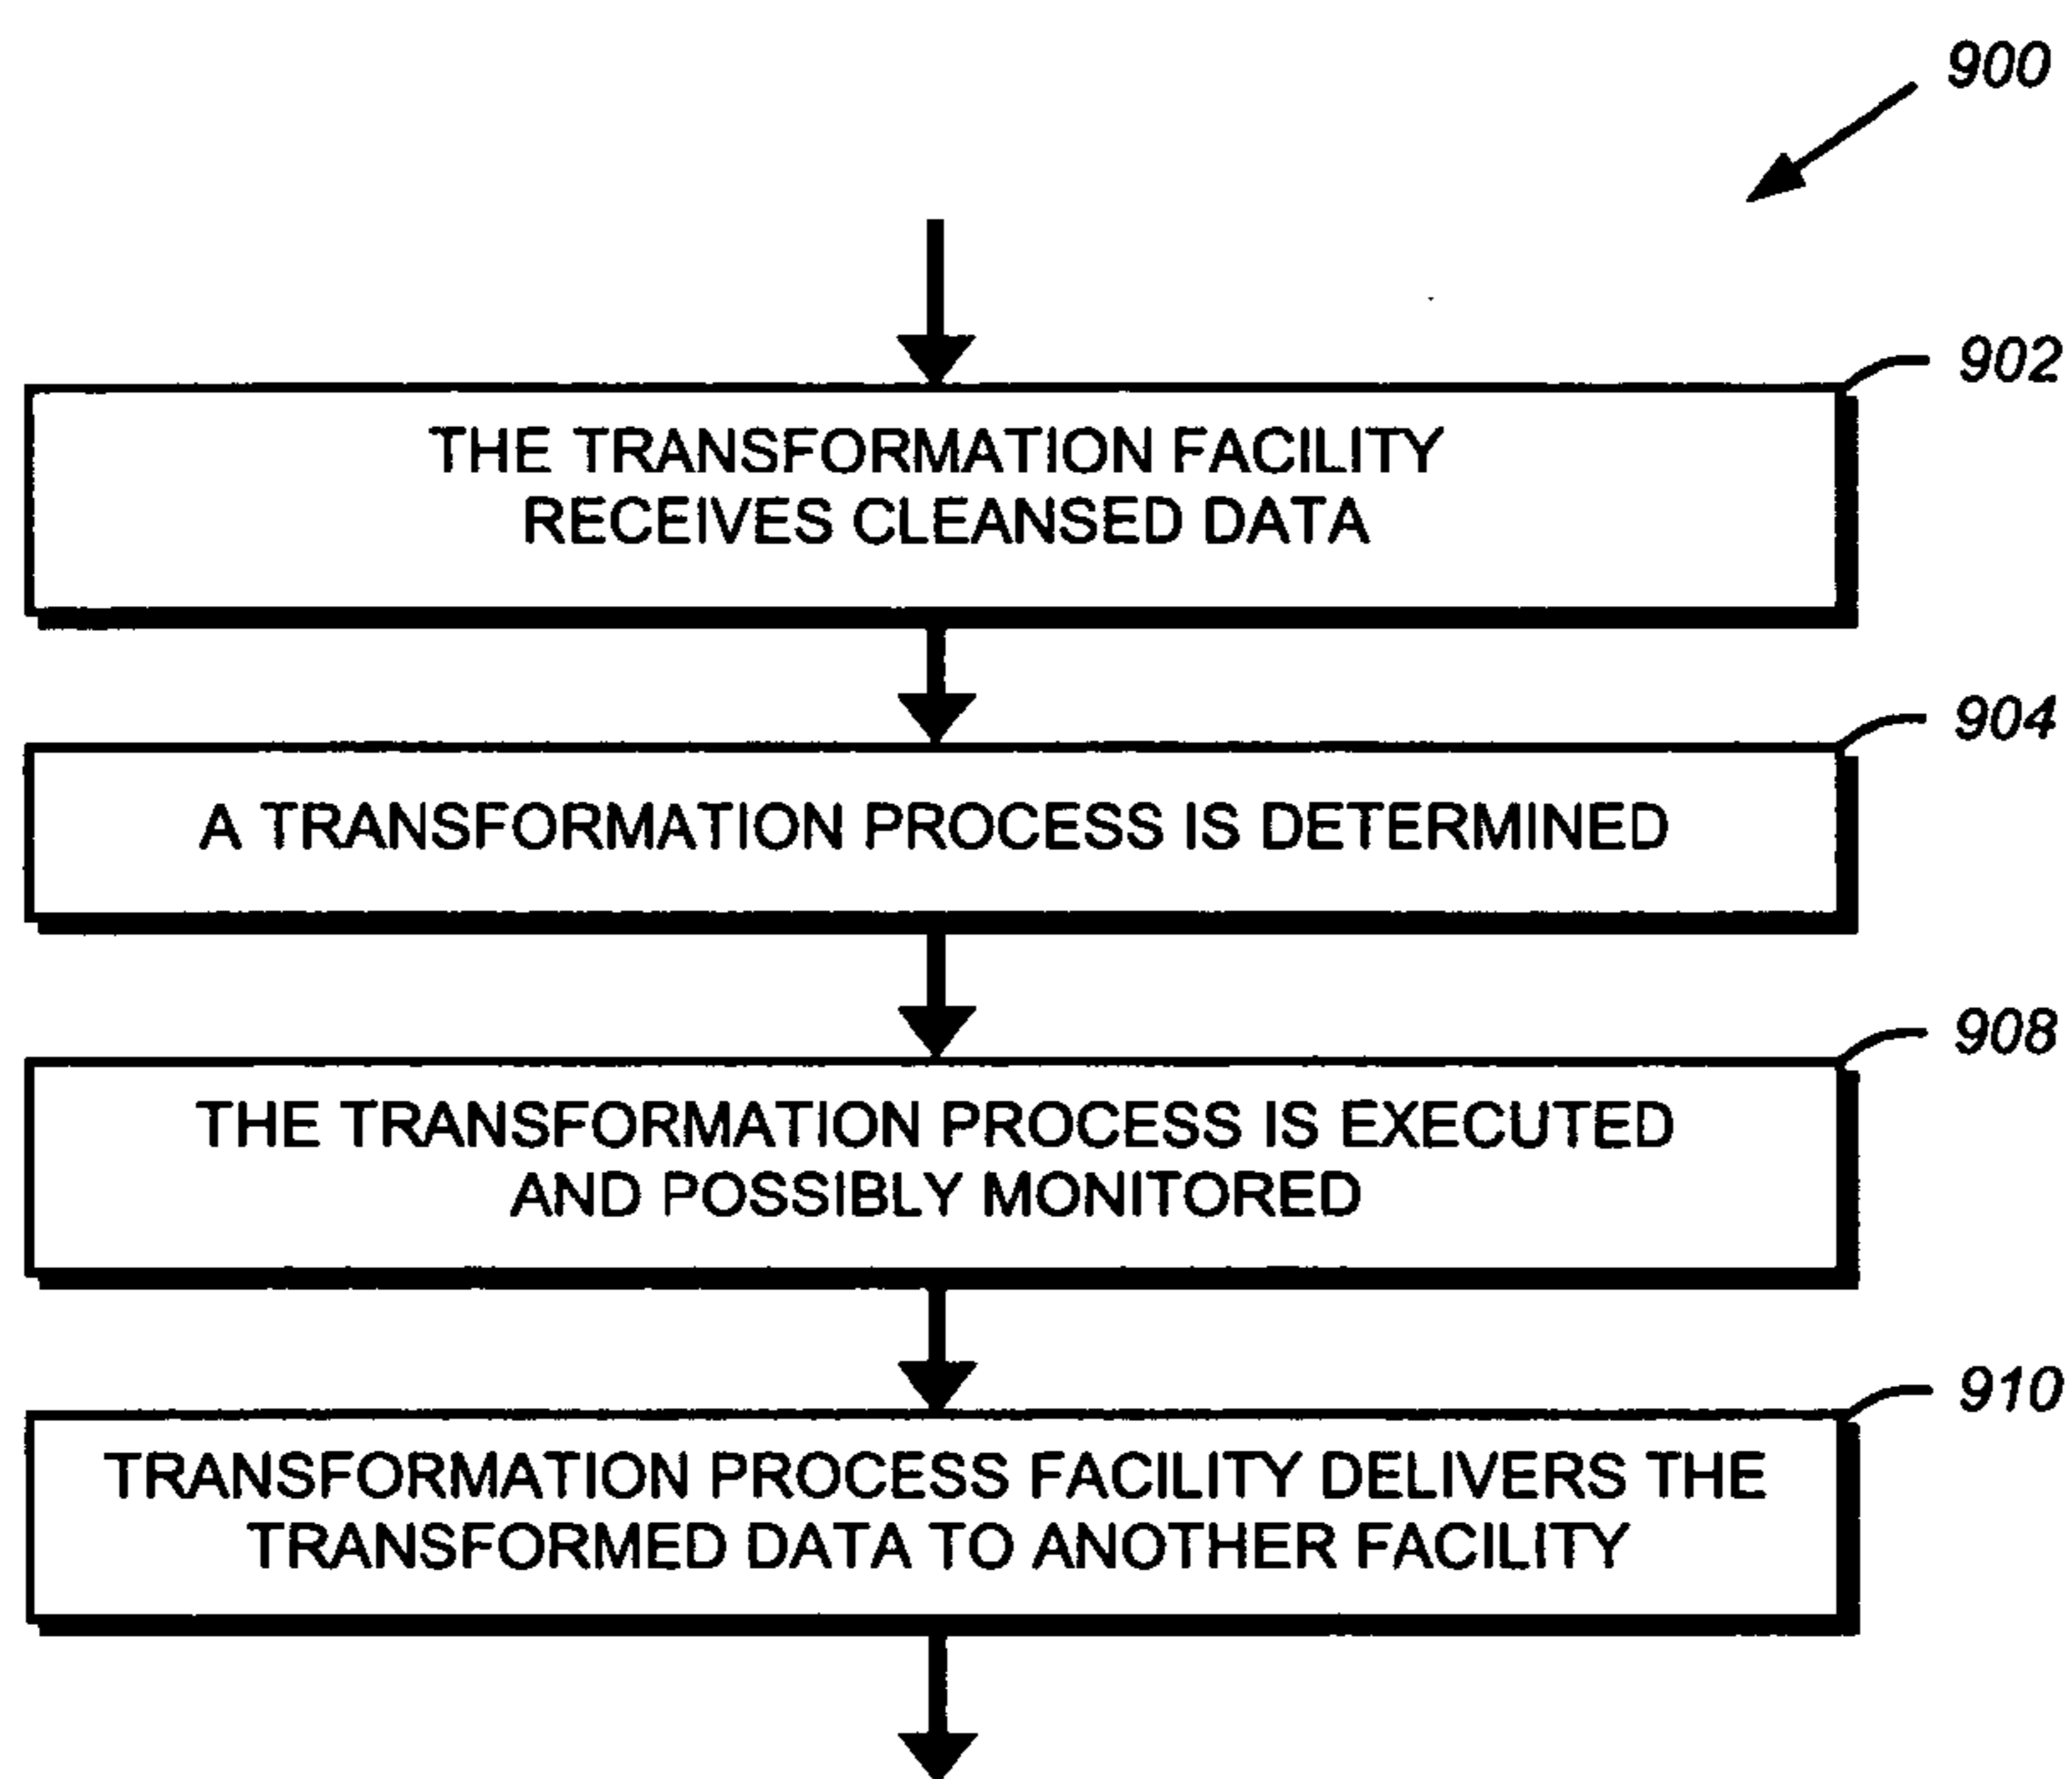 900
902
THE TRANSFORMATION FACILITY
RECEIVES CLEANSED DATA
904
A TRANSFORMATION PROCESS IS DETERMINED
908
THE TRANSFORMATION PROCESS IS EXECUTED
AND POSSIBLY MONITORED
910
TRANSFORMATION PROCESS FACILITY DELIVERS THE
TRANSFORMED DATA TO ANOTHER FACILITY